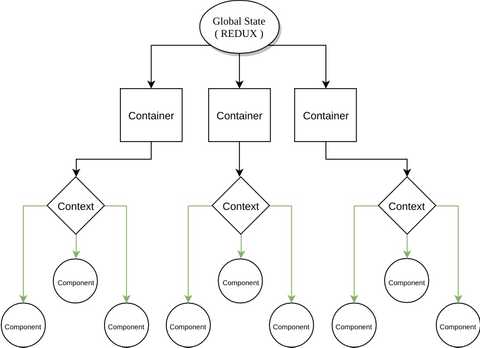 Global State
( REDUX )
Container
Container
Container
Context
Context
Context
Component
Component
Component
Component
Component
Component
Component
Component
Component